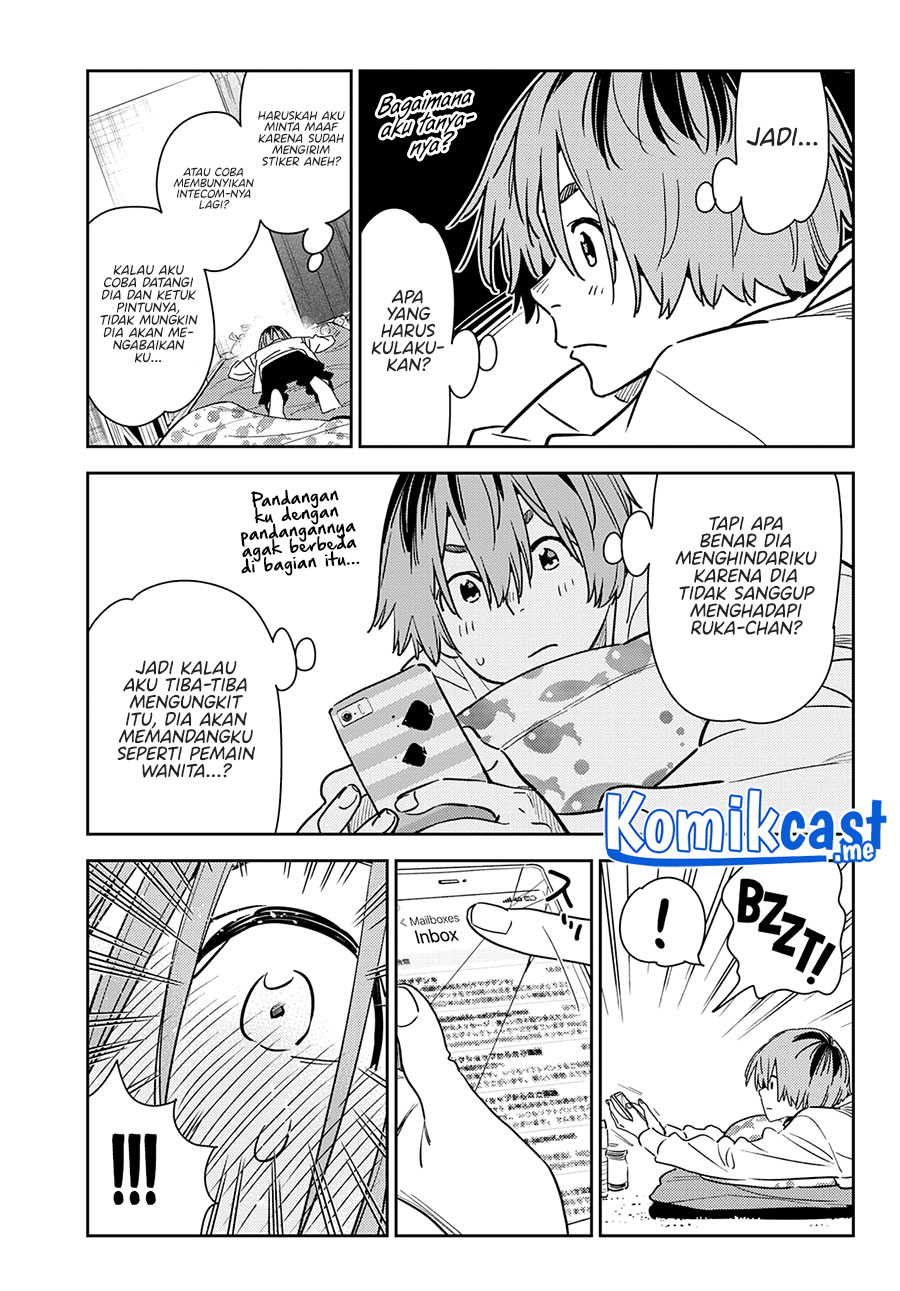 JADI...
Bagaimana
aku tanya-
nya?
APA
YANG
HARUS
KULAKU-
KAN?
HARUSKAH AKU
MINTA MAAF
KARENA SUDAH
MENGIRIM
STIKER ANEH?
ATAU COBA
MEMBUNYIKAN
INTECOM-NYA
LAGI?
KALAU AKU
COBA DATANGI
DIA DAN KETUK
PINTUNYA,
TIDAK MUNGKIN
DIA AKAN ME-
NGABAIKAN
KU...
TAPI APA
BENAR DIA
MENGHINDARIKU
KARENA DIA
TIDAK SANGGUP
MENGHADAPI
RUKA-CHAN?
Pandangan
ku dengan
pandangannya
agak berbeda
di bagian itu...
JADI KALAU
AKU TIBA-TIBA
MENGUNGKIT
ITU, DIA AKAN
MEMANDANGKU
SEPERTI PEMAIN
WANITA...?
Komikcast
.me
BZZT!
!
スッ
4G
< Mailboxes
Inbox
!!!